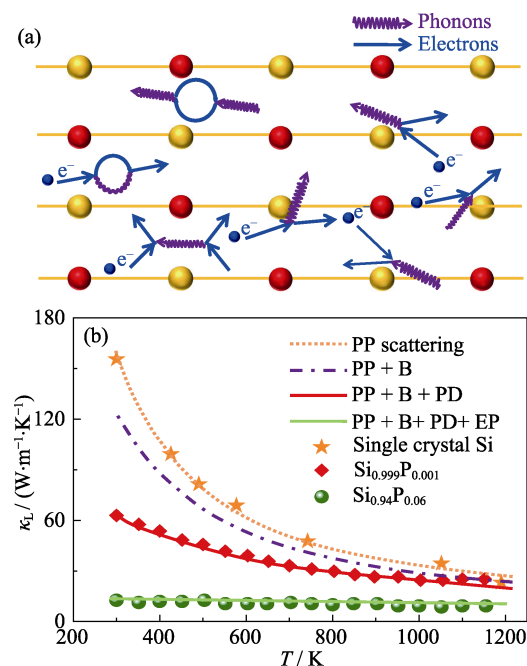 (a)
Phonons
Electrons
e⁻
e⁻
e
e⁻
e
e⁻
(b)
PP scattering
PP + B
PP + B + PD
PP + B+ PD+ EP
Single crystal Si
Si₀.₉₉₉P₀.₀₀₁
Si₀.₉₄P₀.₀₆
κL / (W·m⁻¹·K⁻¹)
180
120
60
0
200 400 600 800 1000 1200
T / K